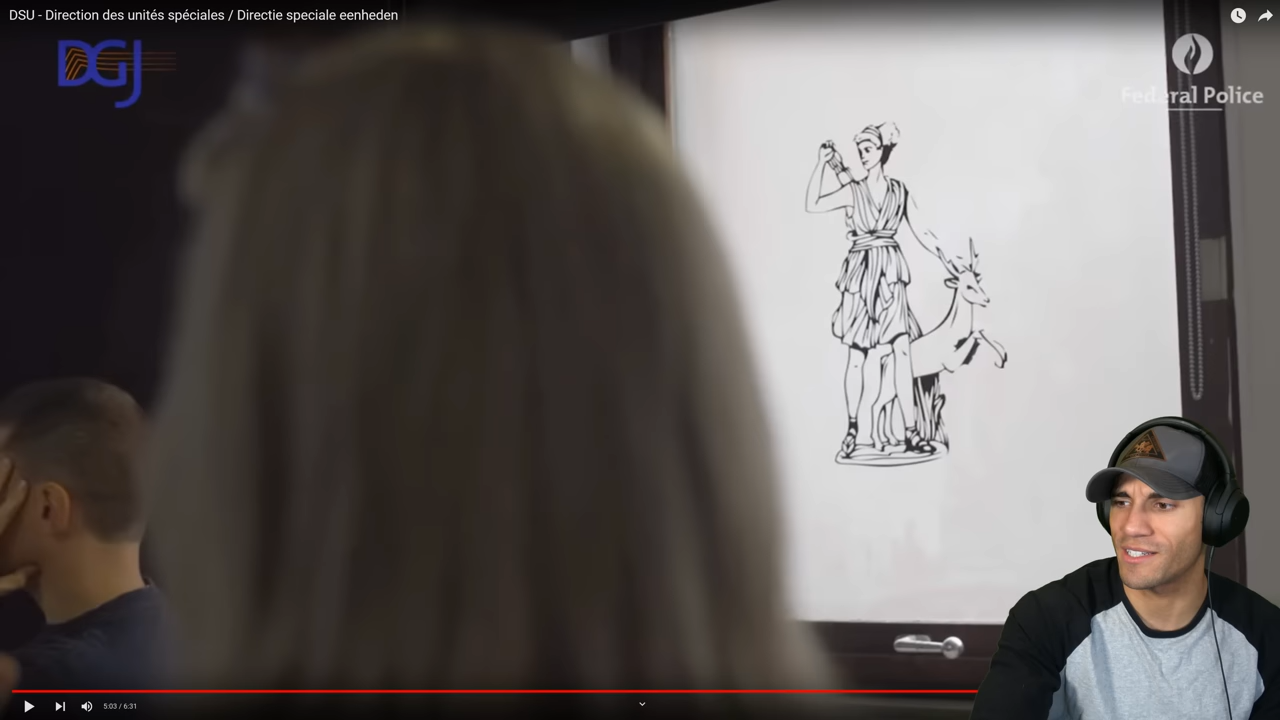 DSU - Direction des unités spéciales / Directie speciale eenheden
DGJ
Federal Police
5:03 / 6:31